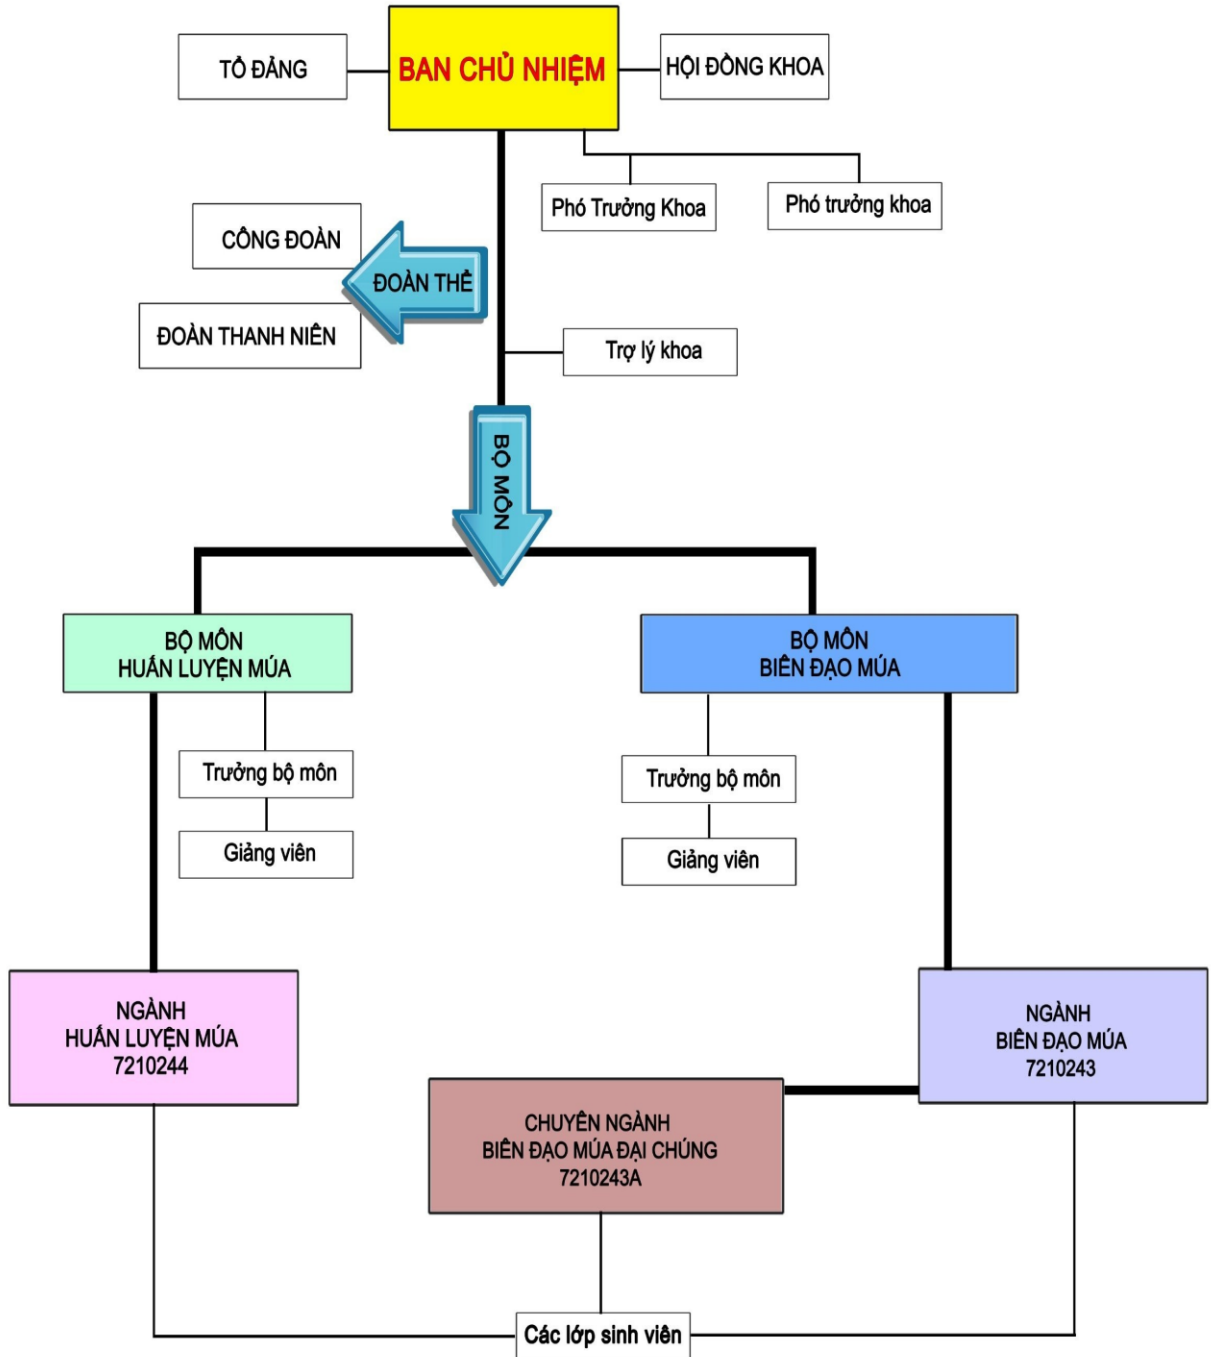 TỔ ĐẢNG
BAN CHỦ NHIỆM
HỘI ĐỒNG KHOA
Phó Trưởng Khoa
Phó trưởng khoa
CÔNG ĐOÀN
ĐOÀN THỂ
ĐOÀN THANH NIÊN
Trợ lý khoa
BỘ MÔN
BỘ MÔN
HUẤN LUYỆN MÚA
BỘ MÔN
BIÊN ĐẠO MÚA
Trưởng bộ môn
Trưởng bộ môn
Giảng viên
Giảng viên
NGÀNH
HUẤN LUYỆN MÚA
7210244
NGÀNH
BIÊN ĐẠO MÚA
7210243
CHUYÊN NGÀNH
BIÊN ĐẠO MÚA ĐẠI CHÚNG
7210243A
Các lớp sinh viên